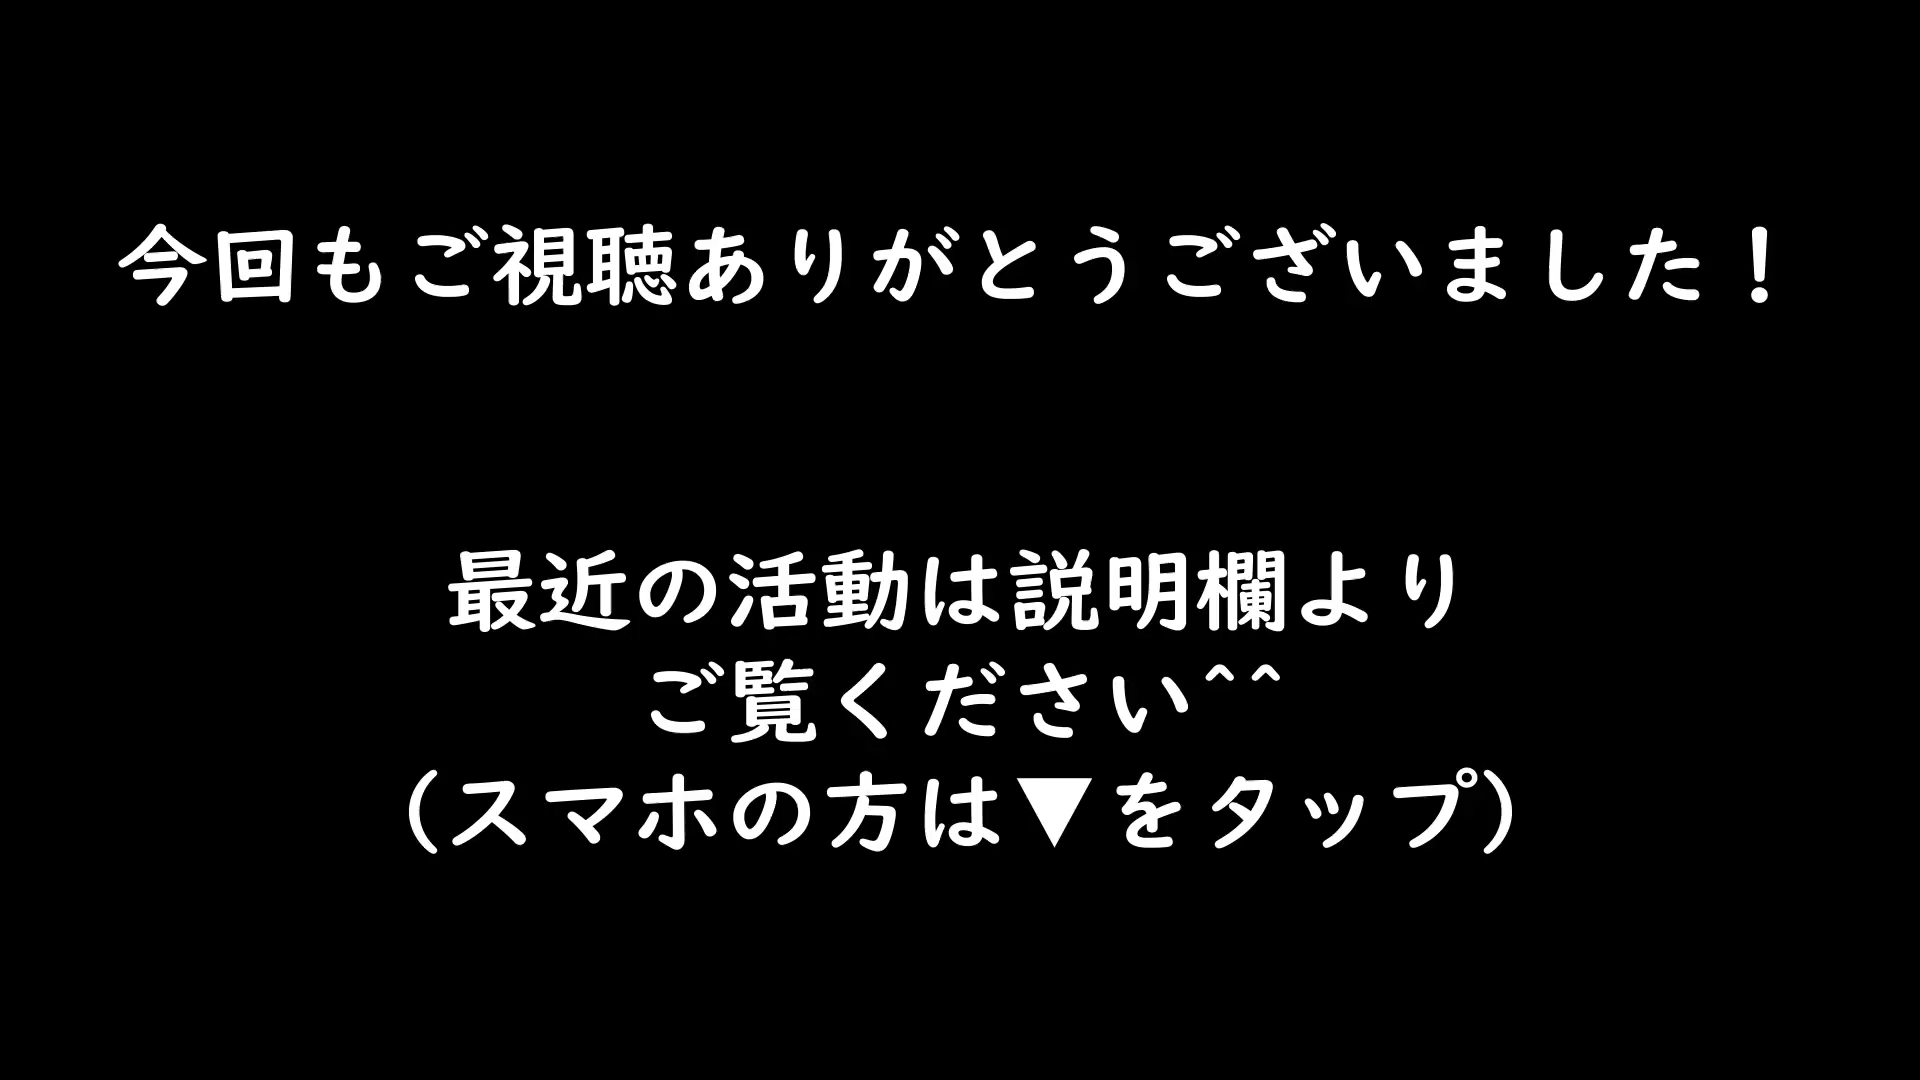 今回もご視聴ありがとうございました！
最近の活動は説明欄より
ご覧ください^^
（スマホの方は▼をタップ）